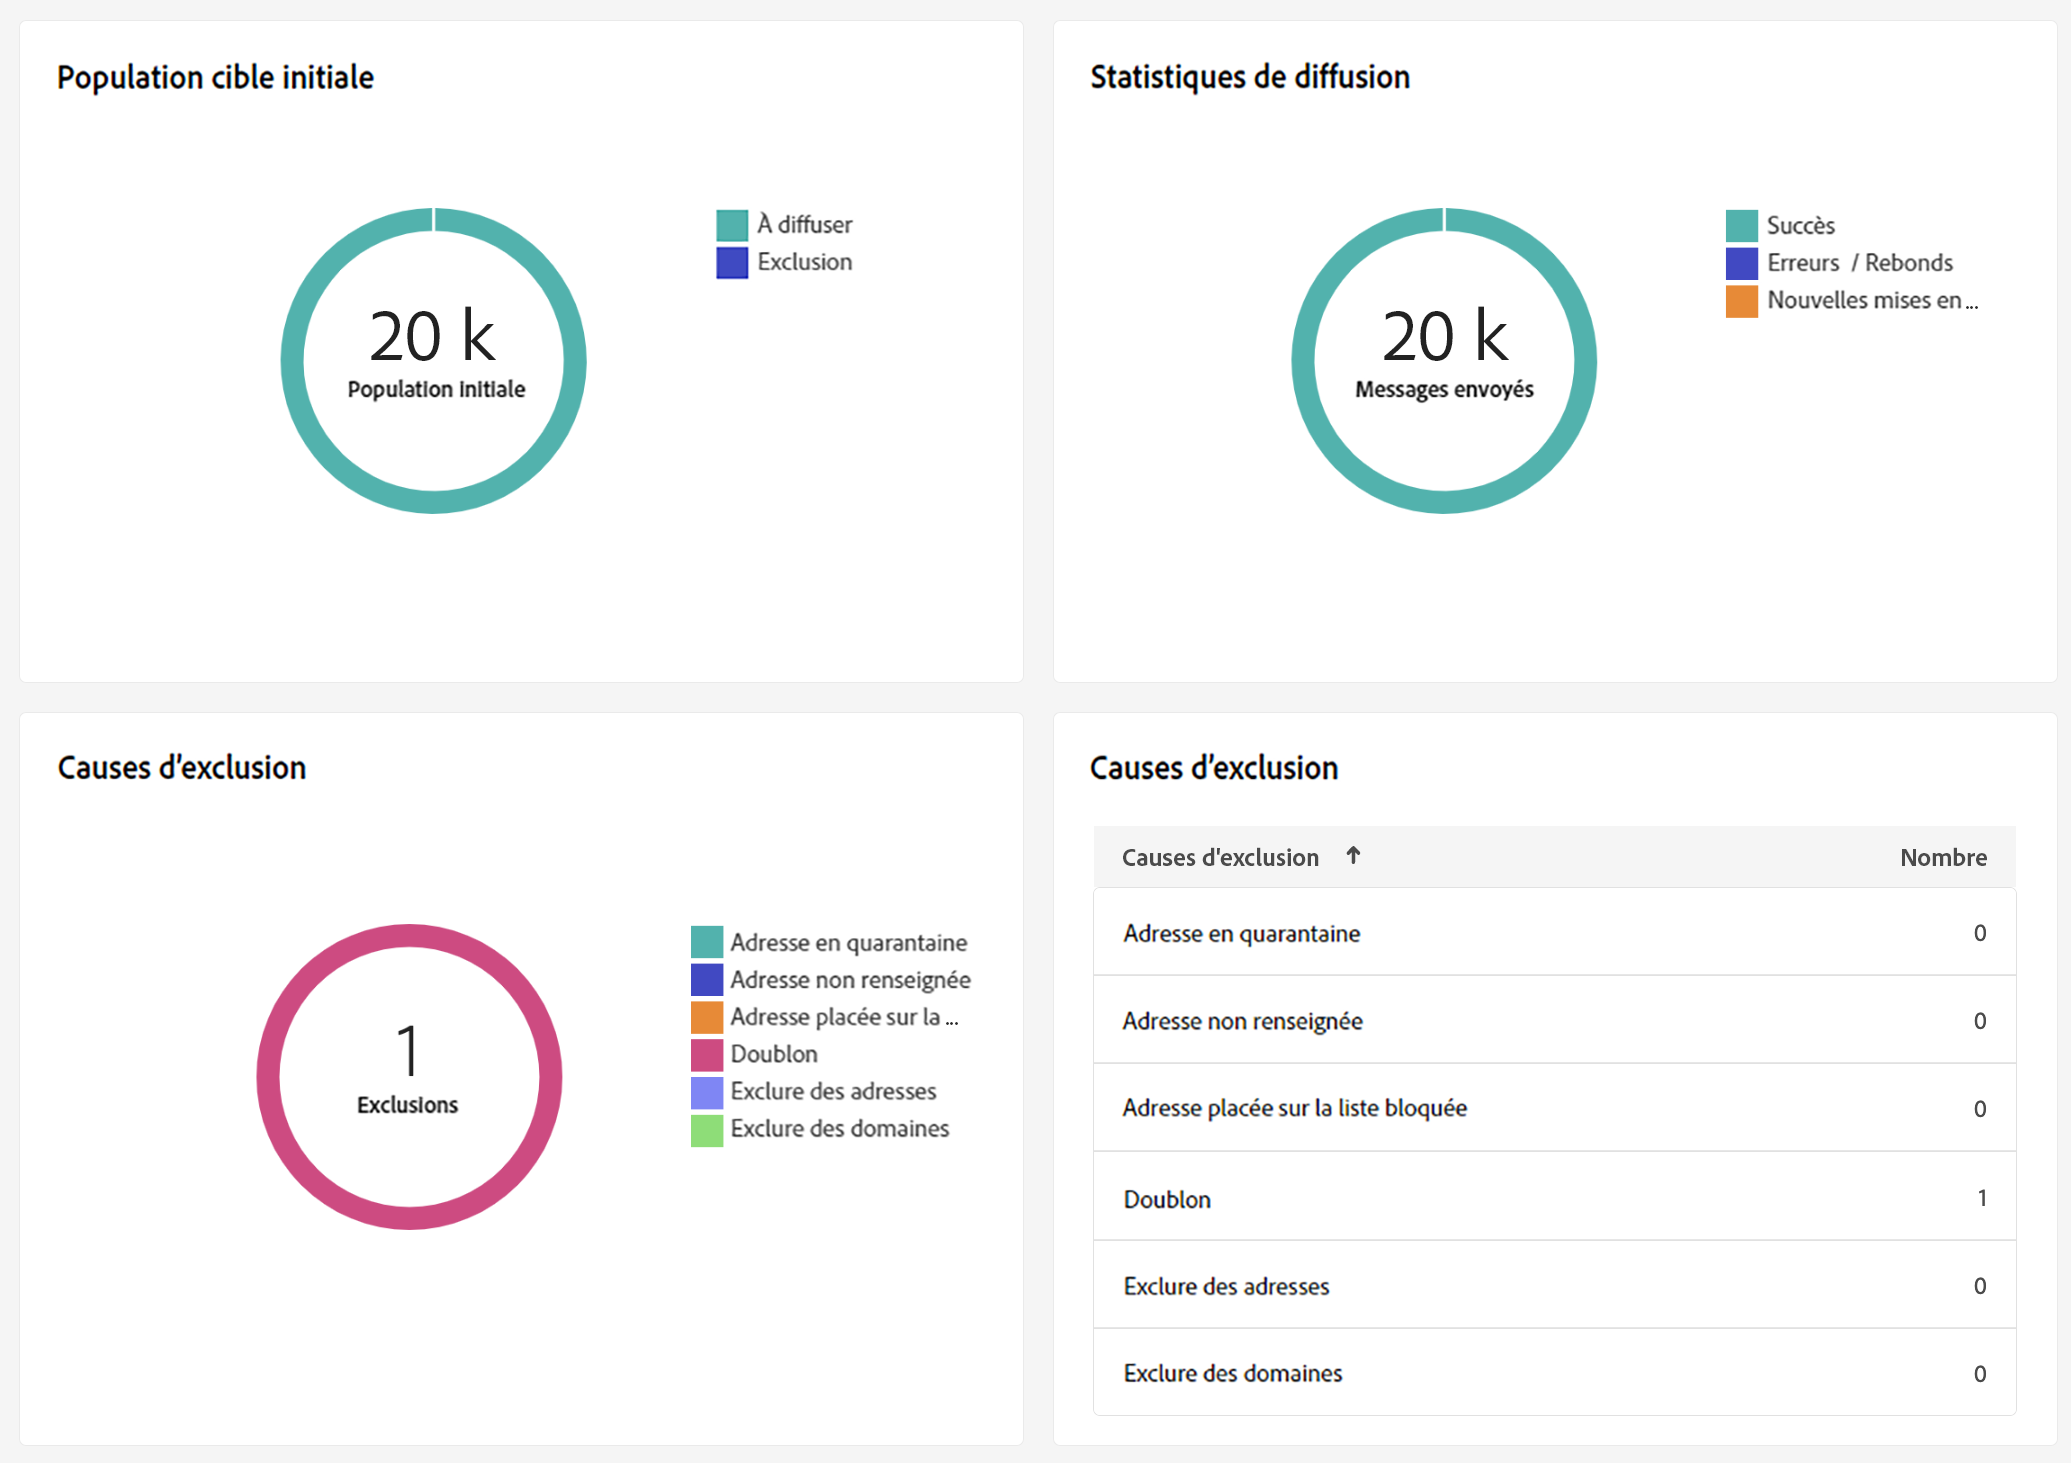 Population cible initiale
20 k
Population initiale
À diffuser
Exclusion
Statistiques de diffusion
20 k
Messages envoyés
Succès
Erreurs / Rebonds
Nouvelles mises en ...
Causes d’exclusion
1
Exclusions
Adresse en quarantaine
Adresse non renseignée
Adresse placée sur la ...
Doublon
Exclure des adresses
Exclure des domaines
Causes d’exclusion
Causes d'exclusion ↑ Nombre
Adresse en quarantaine 0
Adresse non renseignée 0
Adresse placée sur la liste bloquée 0
Doublon 1
Exclure des adresses 0
Exclure des domaines 0